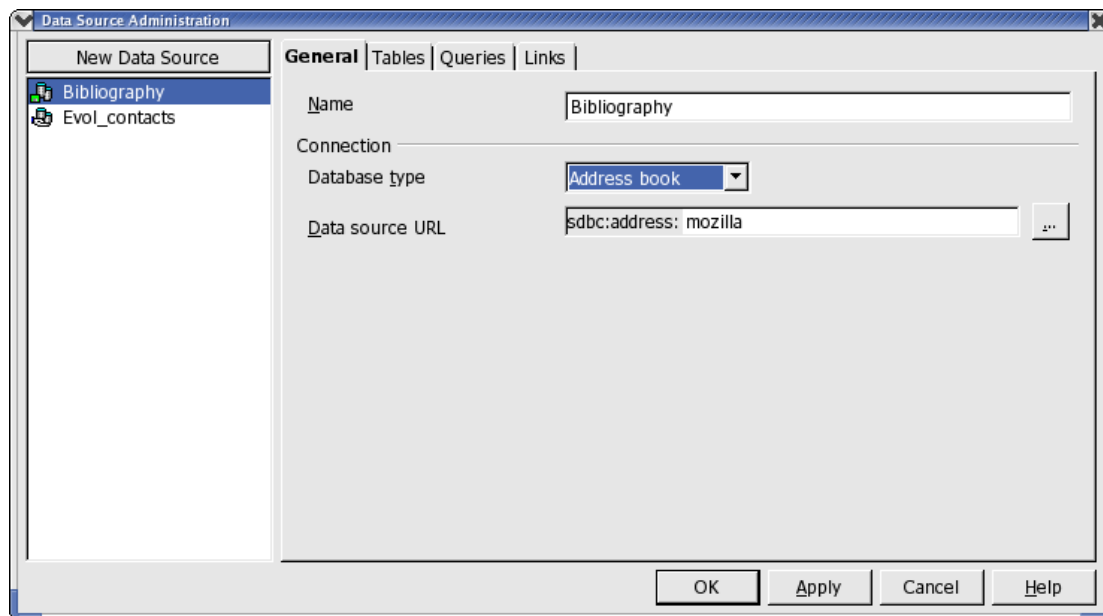 Data Source Administration
New Data Source
Bibliography
Evol_contacts
General Tables Queries Links
Name Bibliography
Connection
Database type Address book
Data source URL sdbc:address: mozilla ...
OK Apply Cancel Help